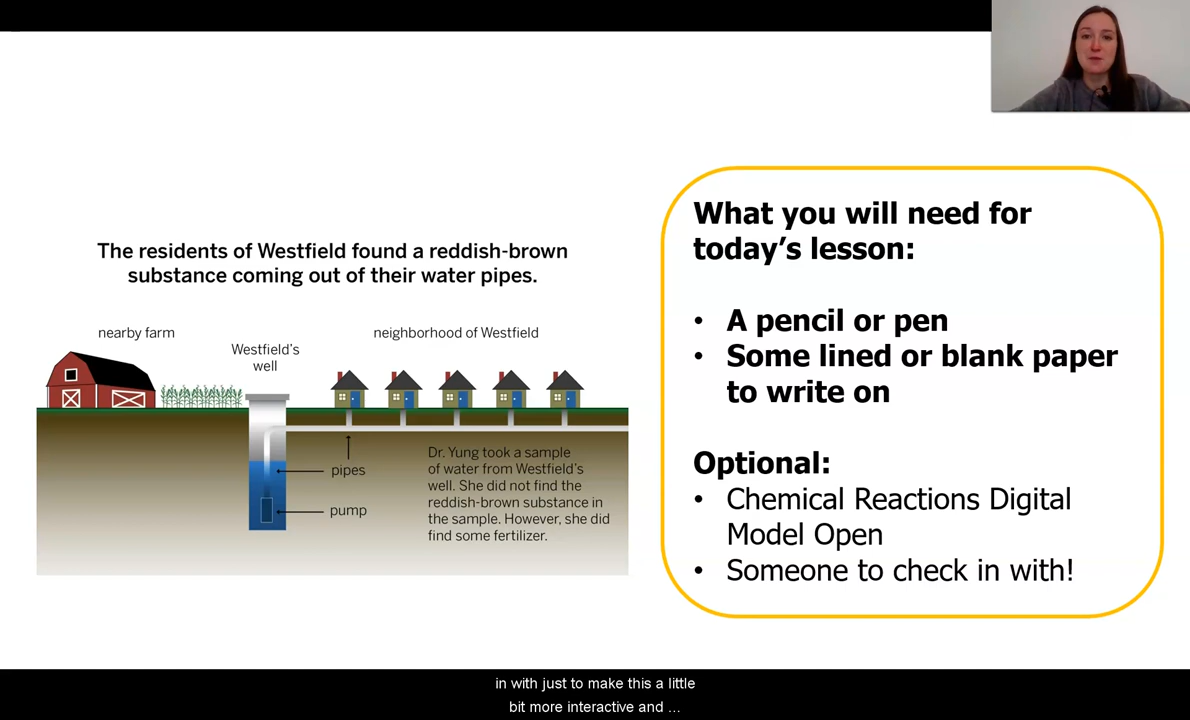 The residents of Westfield found a reddish-brown
substance coming out of their water pipes.
nearby farm
Westfield's
well
neighborhood of Westfield
pipes
pump
Dr. Yung took a sample
of water from Westfield's
well. She did not find the
reddish-brown substance in
the sample. However, she did
find some fertilizer.
What you will need for
today's lesson:
• A pencil or pen
• Some lined or blank paper
to write on
Optional:
• Chemical Reactions Digital
Model Open
• Someone to check in with!
in with just to make this a little
bit more interactive and ...